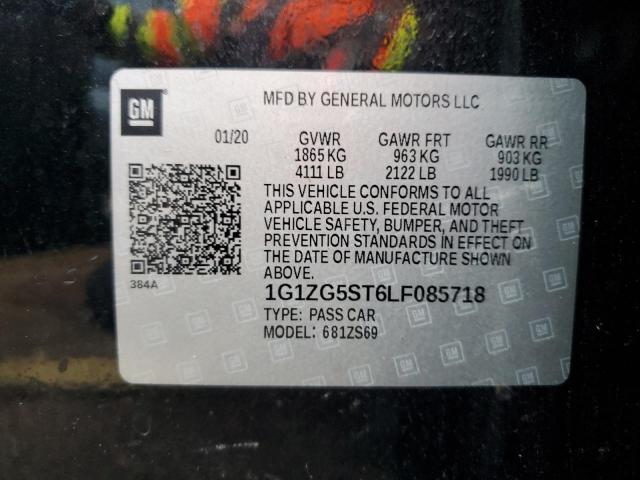 GM
MFD BY GENERAL MOTORS LLC
01/20 GVWR GAWR FRT GAWR RR
1865 KG 963 KG 903 KG
4111 LB 2122 LB 1990 LB
THIS VEHICLE CONFORMS TO ALL
APPLICABLE U.S. FEDERAL MOTOR
VEHICLE SAFETY, BUMPER, AND THEFT
PREVENTION STANDARDS IN EFFECT ON
THE DATE OF MANUFACTURE SHOWN
ABOVE.
384A
1G1ZG5ST6LF085718
TYPE: PASS CAR
MODEL: 681ZS69